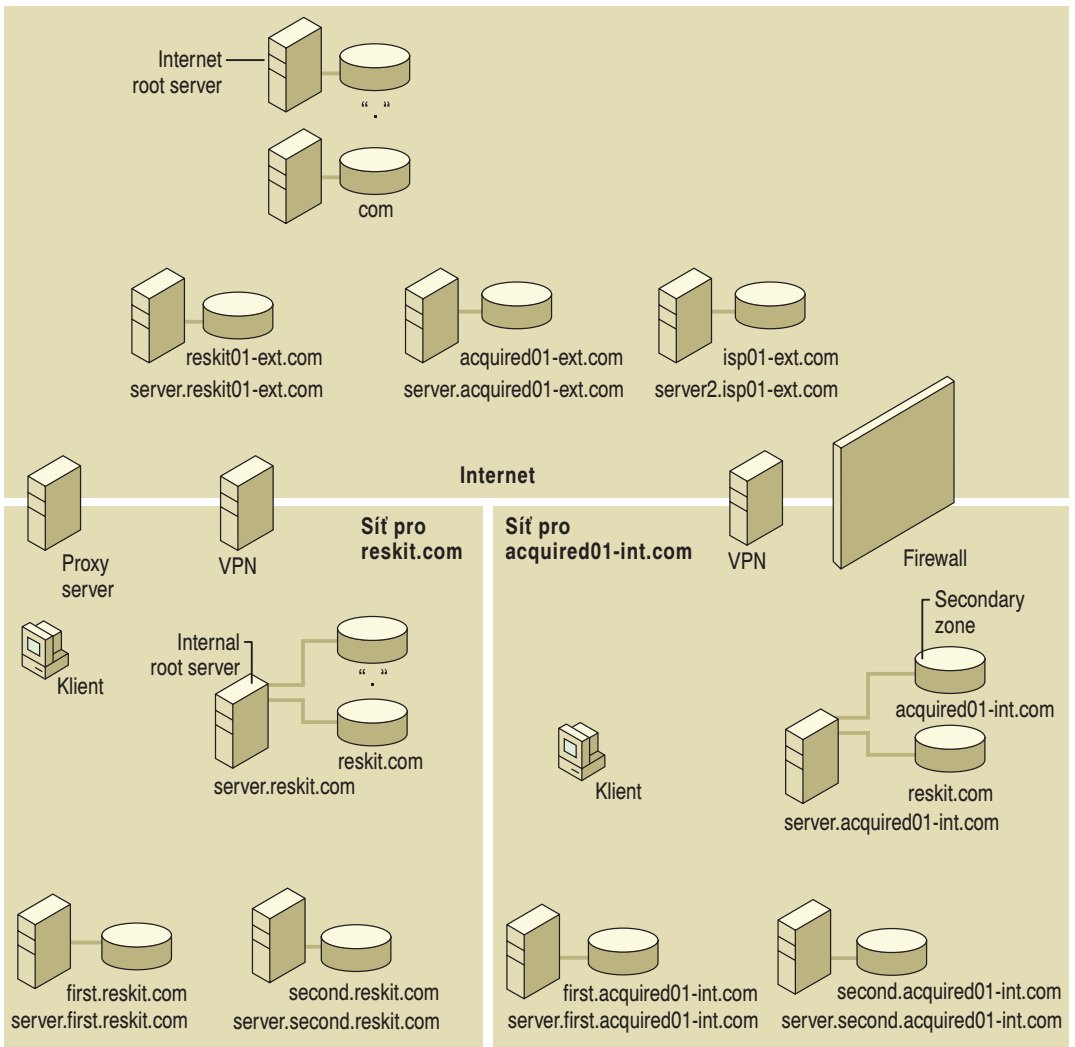 Internet
root server
“.”
com
reskit01-ext.com
server.reskit01-ext.com
acquired01-ext.com
server.acquired01-ext.com
isp01-ext.com
server2.isp01-ext.com
Internet
Proxy
server
VPN
Síť pro
reskit.com
Síť pro
acquired01-int.com
VPN
Firewall
Klient
Internal
root server
“.”
reskit.com
server.reskit.com
Secondary
zone
acquired01-int.com
reskit.com
server.acquired01-int.com
Klient
first.reskit.com
server.first.reskit.com
second.reskit.com
server.second.reskit.com
first.acquired01-int.com
server.first.acquired01-int.com
second.acquired01-int.com
server.second.acquired01-int.com